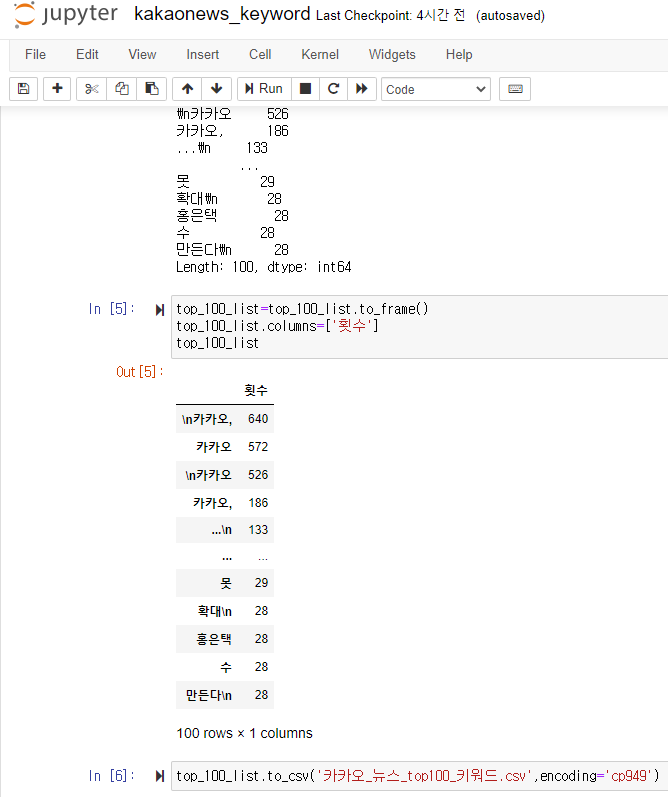 jupyter kakaonews_keyword Last Checkpoint: 4시간 전 (autosaved)
File Edit View Insert Cell Kernel Widgets Help
Run Code
₩n카카오 526
카카오, 186
...₩n 133
...
못 29
확대₩n 28
홍은택 28
수 28
만든다₩n 28
Length: 100, dtype: int64
In [5]: top_100_list=top_100_list.to_frame()
top_100_list.columns=['횟수']
top_100_list
Out[5]:
횟수
\n카카오, 640
카카오 572
\n카카오 526
카카오, 186
...\n 133
... ...
못 29
확대\n 28
홍은택 28
수 28
만든다\n 28
100 rows × 1 columns
In [6]: top_100_list.to_csv('카카오_뉴스_top100_키워드.csv',encoding='cp949')